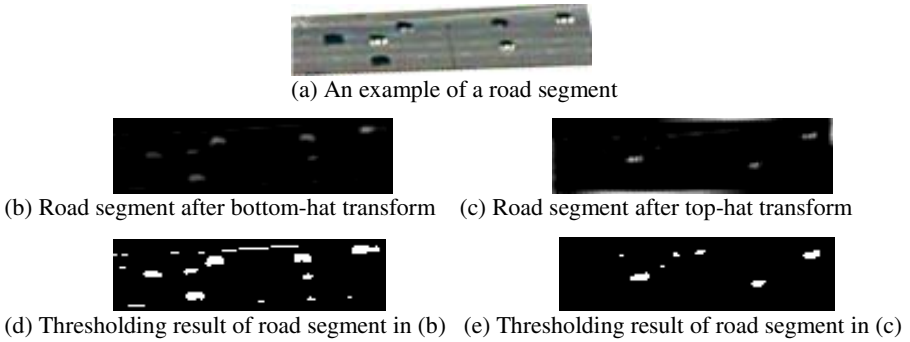 (a) An example of a road segment
(b) Road segment after bottom-hat transform (c) Road segment after top-hat transform
(d) Thresholding result of road segment in (b) (e) Thresholding result of road segment in (c)